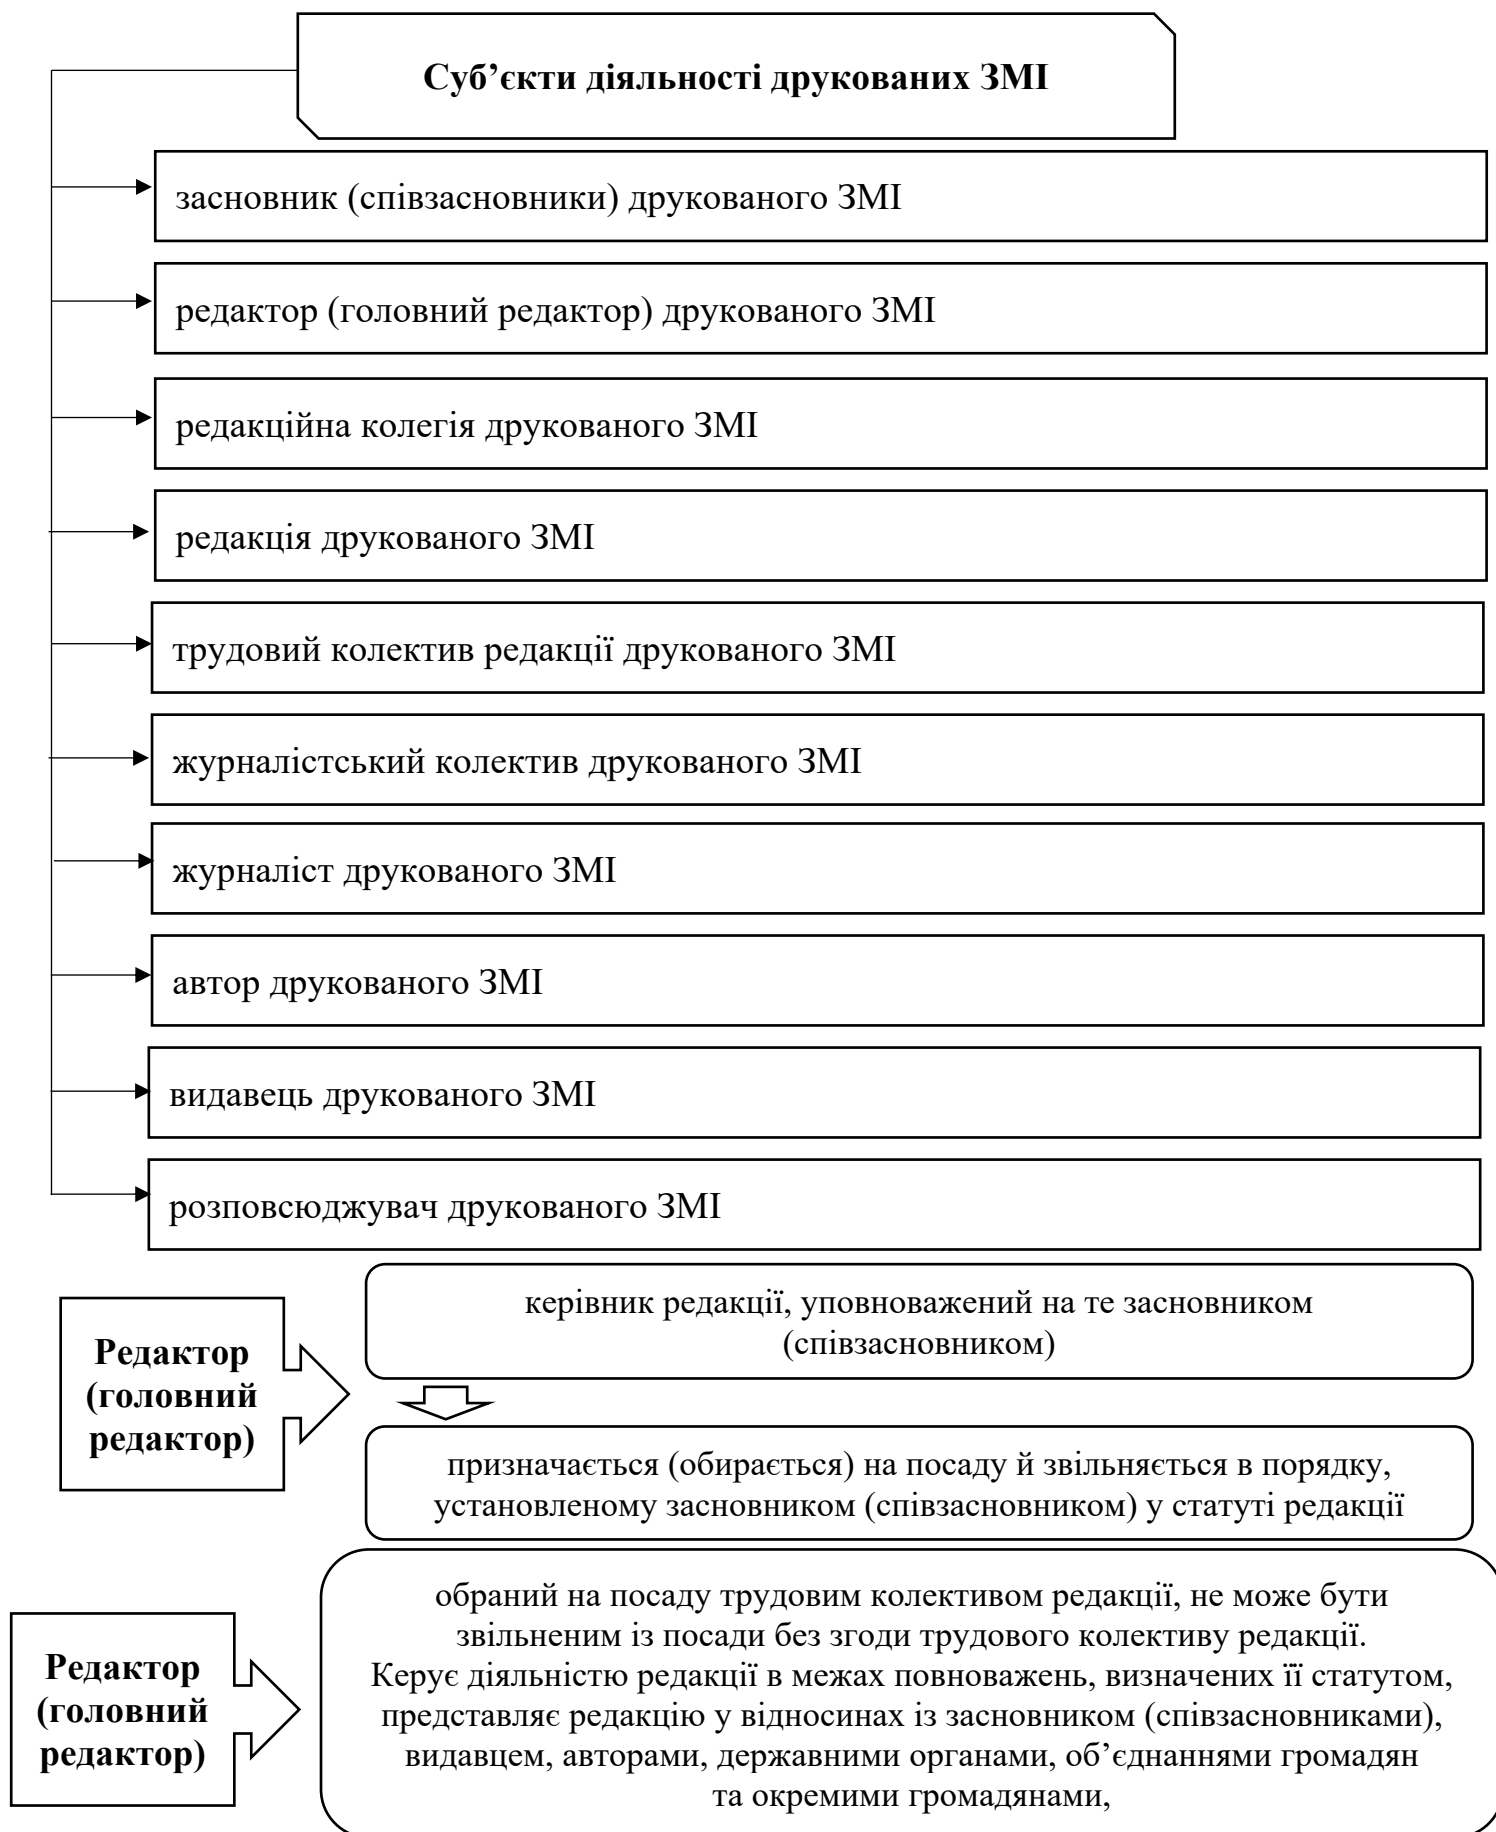 Суб’єкти діяльності друкованих ЗМІ
засновник (співзасновники) друкованого ЗМІ
редактор (головний редактор) друкованого ЗМІ
редакційна колегія друкованого ЗМІ
редакція друкованого ЗМІ
трудовий колектив редакції друкованого ЗМІ
журналістський колектив друкованого ЗМІ
журналіст друкованого ЗМІ
автор друкованого ЗМІ
видавець друкованого ЗМІ
розповсюджувач друкованого ЗМІ
Редактор
(головний
редактор)
керівник редакції, уповноважений на те засновником
(співзасновником)
призначається (обирається) на посаду й звільняється в порядку,
установленому засновником (співзасновником) у статуті редакції
Редактор
(головний
редактор)
обраний на посаду трудовим колективом редакції, не може бути
звільненим із посади без згоди трудового колективу редакції.
Керує діяльністю редакції в межах повноважень, визначених її статутом,
представляє редакцію у відносинах із засновником (співзасновниками),
видавцем, авторами, державними органами, об’єднаннями громадян
та окремими громадянами,